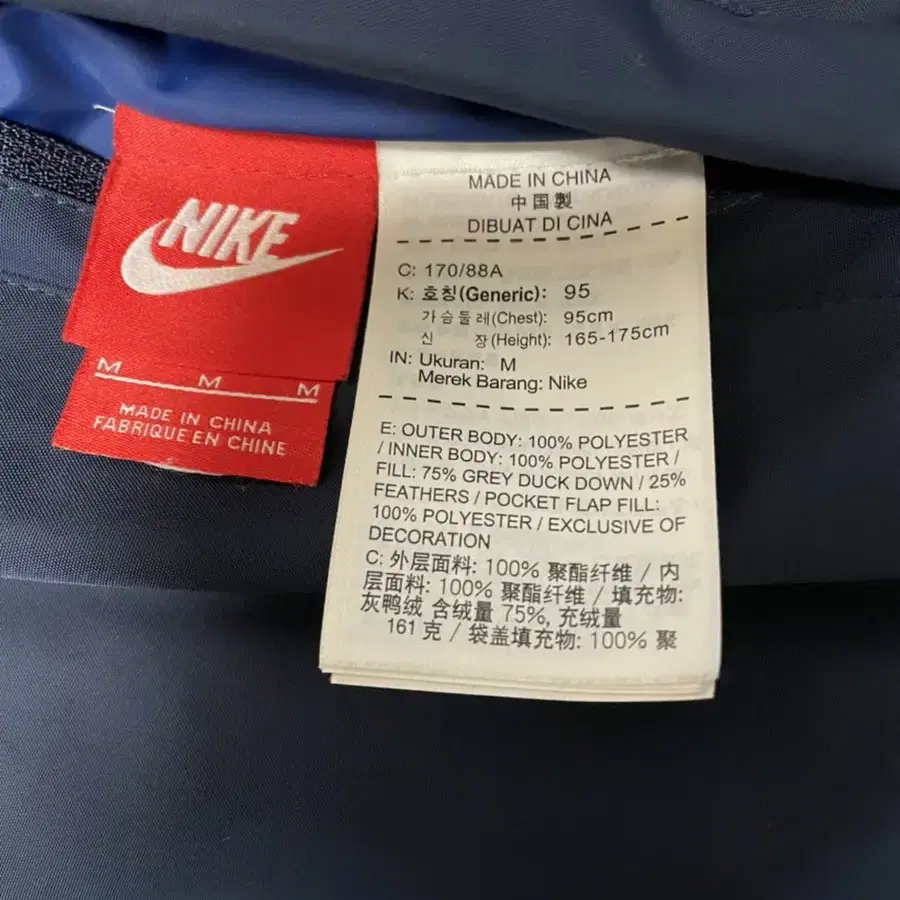 NIKE
M M M
MADE IN CHINA
FABRIQUE EN CHINE
MADE IN CHINA
中国製
DIBUAT DI CINA
C: 170/88A
K: 호칭(Generic): 95
가슴둘레(Chest): 95cm
신 장(Height): 165-175cm
IN: Ukuran: M
Merek Barang: Nike
E: OUTER BODY: 100% POLYESTER
/ INNER BODY: 100% POLYESTER /
FILL: 75% GREY DUCK DOWN / 25%
FEATHERS / POCKET FLAP FILL:
100% POLYESTER / EXCLUSIVE OF
DECORATION
C: 外层面料: 100% 聚酯纤维 / 内
层面料: 100% 聚酯纤维 / 填充物:
灰鸭绒 含绒量 75%, 充绒量
161 克 / 袋盖填充物: 100% 聚